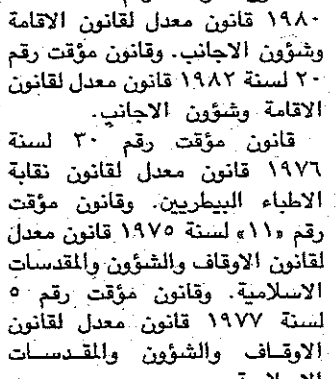 ١٩٨٠ قانون معدل لقانون الاقامة
وشؤون الاجانب. وقانون مؤقت رقم
٢٠ لسنة ١٩٨٢ قانون معدل لقانون
الاقامة وشؤون الاجانب.
قانون مؤقت رقم ٣٠ لسنة
١٩٧٦ قانون معدل لقانون نقابة
الاطباء البيطريين. وقانون مؤقت
رقم «١١» لسنة ١٩٧٥ قانون معدل
لقانون الاوقاف والشؤون والمقدسات
الاسلامية. وقانون مؤقت رقم ٥
لسنة ١٩٧٧ قانون معدل لقانون
الاوقاف والشؤون والمقدسات